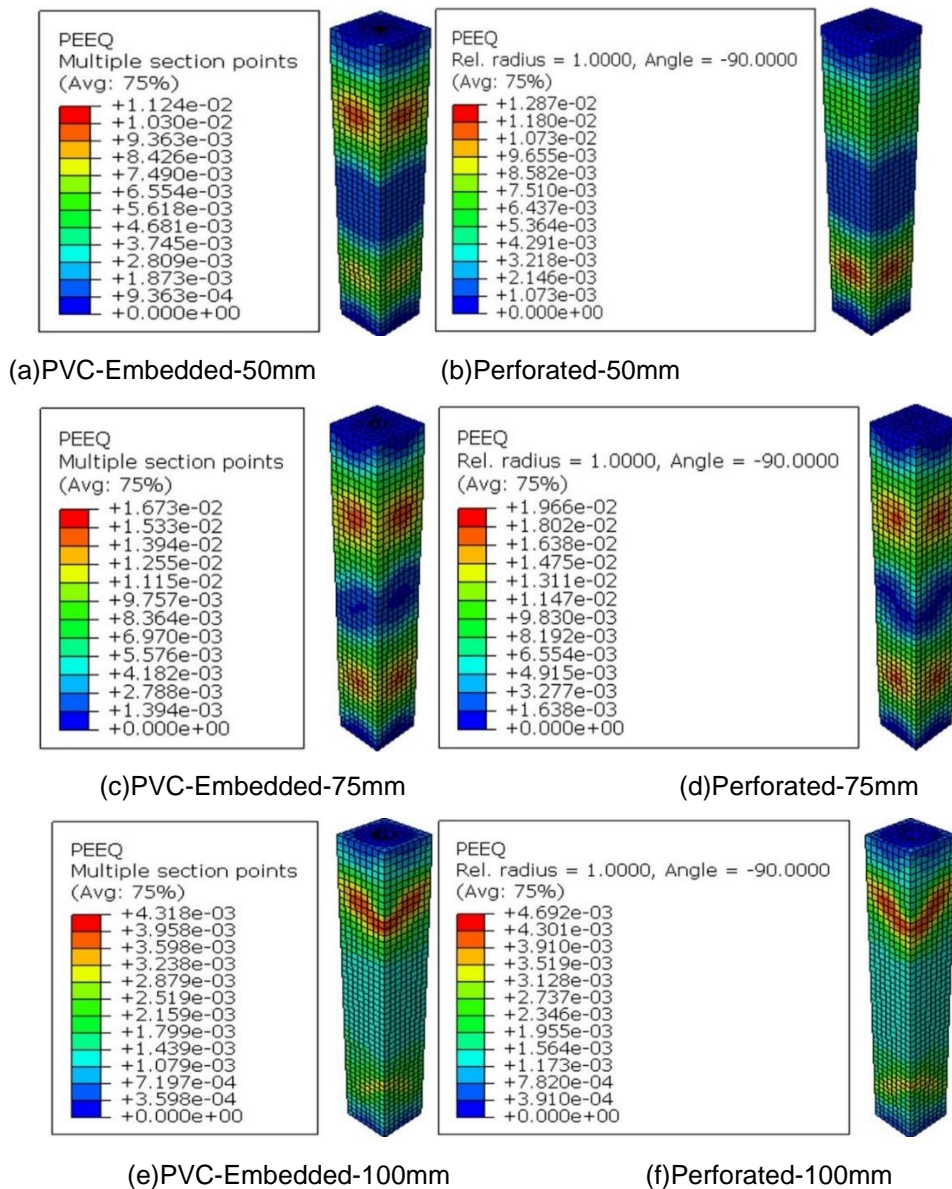 PEEQ
Multiple section points
(Avg: 75%)
+1.124e-02
+1.030e-02
+9.363e-03
+8.426e-03
+7.490e-03
+6.554e-03
+5.618e-03
+4.681e-03
+3.745e-03
+2.809e-03
+1.873e-03
+9.363e-04
+0.000e+00
PEEQ
Rel. radius = 1.0000, Angle = -90.0000
(Avg: 75%)
+1.287e-02
+1.180e-02
+1.073e-02
+9.655e-03
+8.582e-03
+7.510e-03
+6.437e-03
+5.364e-03
+4.291e-03
+3.218e-03
+2.146e-03
+1.073e-03
+0.000e+00
(a)PVC-Embedded-50mm
(b)Perforated-50mm
PEEQ
Multiple section points
(Avg: 75%)
+1.673e-02
+1.533e-02
+1.394e-02
+1.255e-02
+1.115e-02
+9.757e-03
+8.364e-03
+6.970e-03
+5.576e-03
+4.182e-03
+2.788e-03
+1.394e-03
+0.000e+00
PEEQ
Rel. radius = 1.0000, Angle = -90.0000
(Avg: 75%)
+1.966e-02
+1.802e-02
+1.638e-02
+1.475e-02
+1.311e-02
+1.147e-02
+9.830e-03
+8.192e-03
+6.554e-03
+4.915e-03
+3.277e-03
+1.638e-03
+0.000e+00
(c)PVC-Embedded-75mm
(d)Perforated-75mm
PEEQ
Multiple section points
(Avg: 75%)
+4.318e-03
+3.958e-03
+3.598e-03
+3.238e-03
+2.879e-03
+2.519e-03
+2.159e-03
+1.799e-03
+1.439e-03
+1.079e-03
+7.197e-04
+3.598e-04
+0.000e+00
PEEQ
Rel. radius = 1.0000, Angle = -90.0000
(Avg: 75%)
+4.692e-03
+4.301e-03
+3.910e-03
+3.519e-03
+3.128e-03
+2.737e-03
+2.346e-03
+1.955e-03
+1.564e-03
+1.173e-03
+7.820e-04
+3.910e-04
+0.000e+00
(e)PVC-Embedded-100mm
(f)Perforated-100mm